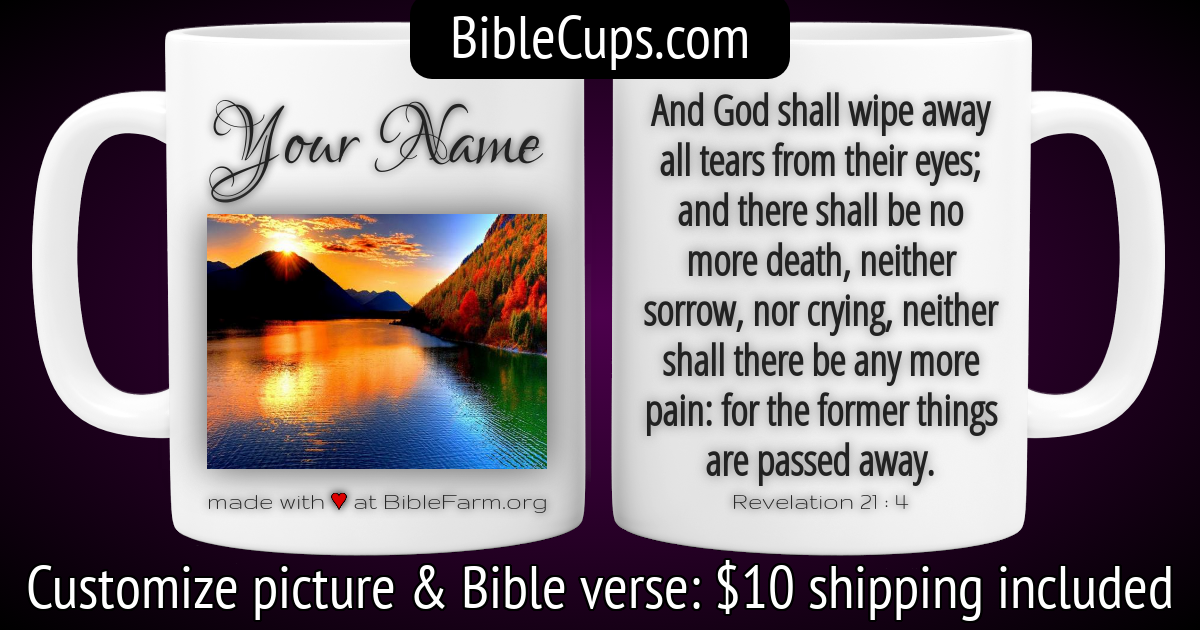 BibleCups.com
Your Name
made with ♥ at BibleFarm.org
And God shall wipe away
all tears from their eyes;
and there shall be no
more death, neither
sorrow, nor crying, neither
shall there be any more
pain: for the former things
are passed away.
Revelation 21 : 4
Customize picture & Bible verse: $10 shipping included